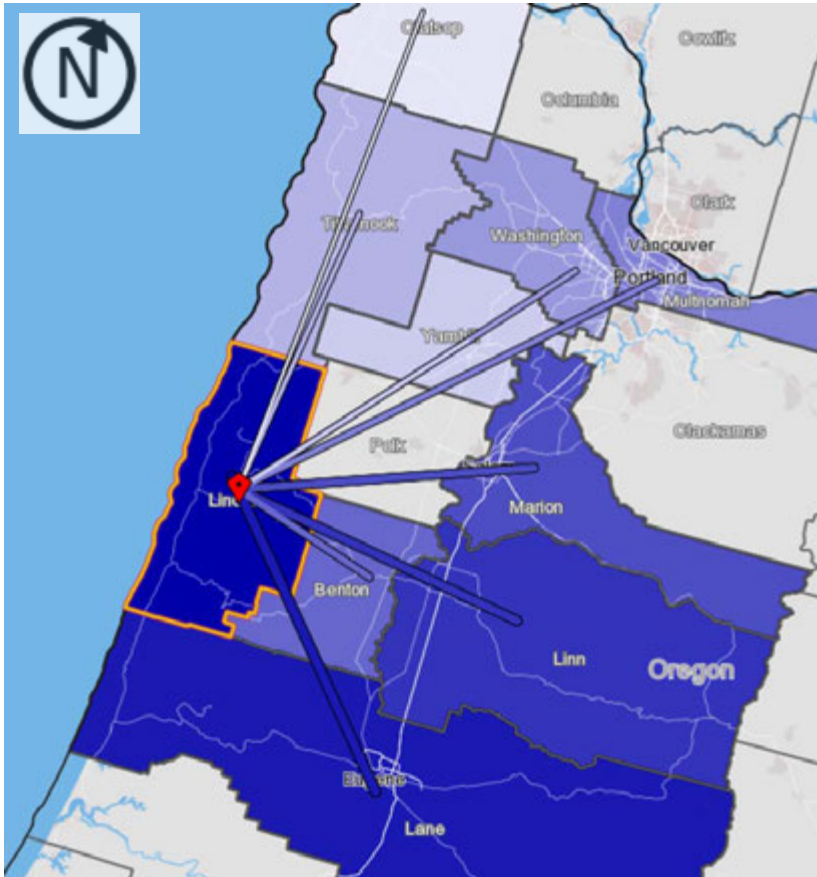 N
Clatsop
Cowlitz
Columbia
Clark
Tillamook
Washington
Vancouver
Portland
Multnomah
Yamhill
Polk
Clackamas
Marion
Benton
Linn
Oregon
Eugene
Lane